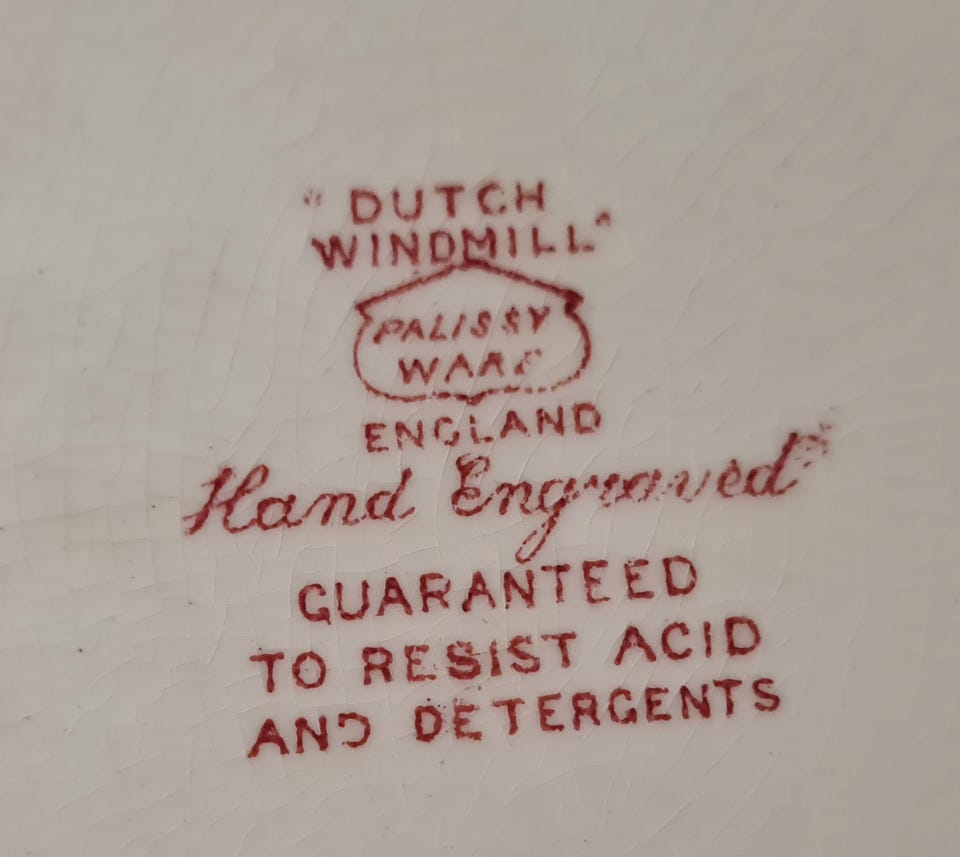 "DUTCH
WINDMILL"
PALISSY
WARE
ENGLAND
Hand Engraved
GUARANTEED
TO RESIST ACID
AND DETERGENTS